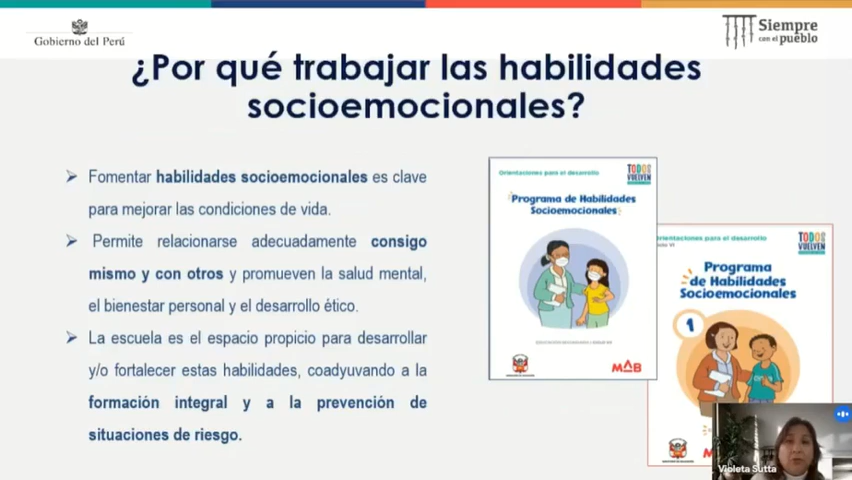 Gobierno del Perú
Siempre
con el pueblo
¿Por qué trabajar las habilidades
socioemocionales?
Fomentar habilidades socioemocionales es clave
para mejorar las condiciones de vida.
Permite relacionarse adecuadamente consigo
mismo y con otros y promueven la salud mental,
el bienestar personal y el desarrollo ético.
La escuela es el espacio propicio para desarrollar
y/o fortalecer estas habilidades, coadyuvando a la
formación integral y a la prevención de
situaciones de riesgo.
Orientaciones para el desarrollo
TODOS
VUELVEN
Programa de Habilidades
Socioemocionales
MAB
Orientaciones para el desarrollo
TODOS
VUELVEN
Programa
de Habilidades
Socioemocionales
1
Violeta Sutta